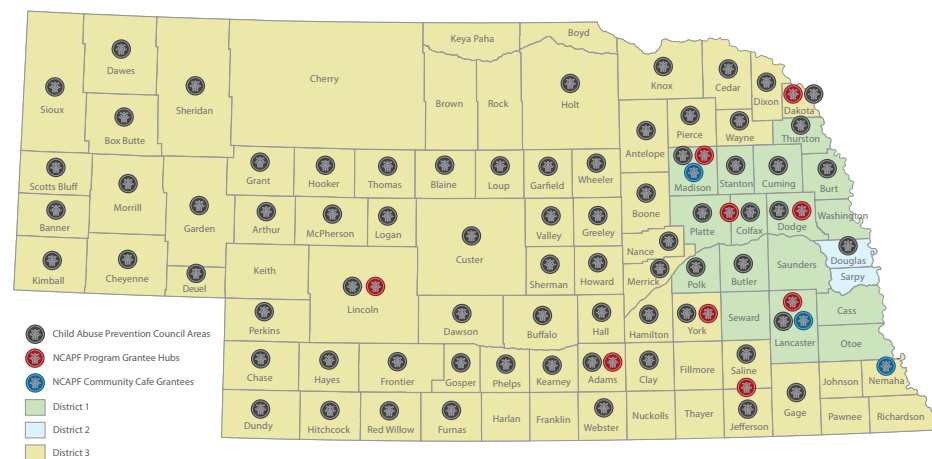 Keya Paha
Boyd
Dawes
Cherry
Knox
Cedar
Dixon
Dakota
Sioux
Sheridan
Brown
Rock
Holt
Box Butte
Pierce
Wayne
Thurston
Antelope
Scotts Bluff
Grant
Hooker
Thomas
Blaine
Loup
Garfield
Wheeler
Madison
Stanton
Cuming
Burt
Morrill
Garden
Boone
Banner
Arthur
McPherson
Logan
Valley
Greeley
Platte
Colfax
Dodge
Washington
Custer
Nance
Kimball
Cheyenne
Deuel
Keith
Sherman
Howard
Merrick
Polk
Butler
Saunders
Douglas
Sarpy
Lincoln
Perkins
Dawson
Buffalo
Hall
Hamilton
York
Seward
Lancaster
Cass
Otoe
Chase
Hayes
Frontier
Gosper
Phelps
Kearney
Adams
Clay
Fillmore
Saline
Johnson
Nemaha
Dundy
Hitchcock
Red Willow
Furnas
Harlan
Franklin
Webster
Nuckolls
Thayer
Jefferson
Gage
Pawnee
Richardson
Child Abuse Prevention Council Areas
NCAPF Program Grantee Hubs
NCAPF Community Cafe Grantees
District 1
District 2
District 3